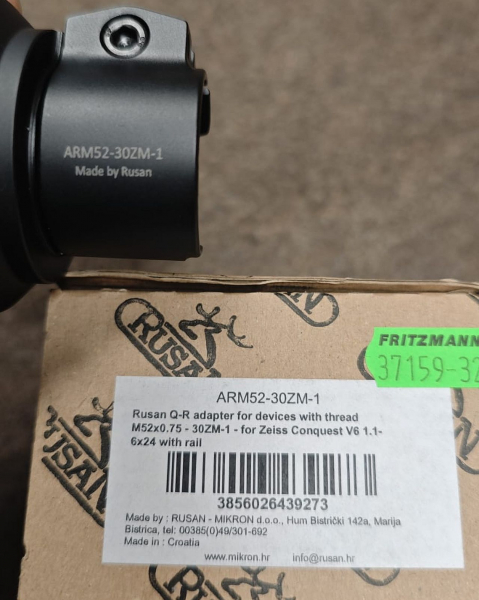 ARM52-30ZM-1
Made by Rusan
RUSAN
RUSAN
FRITZMANN
37159-32
ARM52-30ZM-1
Rusan Q-R adapter for devices with thread
M52x0.75 - 30ZM-1 - for Zeiss Conquest V6 1.1-
6x24 with rail
3856026439273
Made by : RUSAN - MIKRON d.o.o., Hum Bistrički 142a, Marija
Bistrica, tel: 00385(0)49/301-692
Made in : Croatia
www.mikron.hr info@rusan.hr